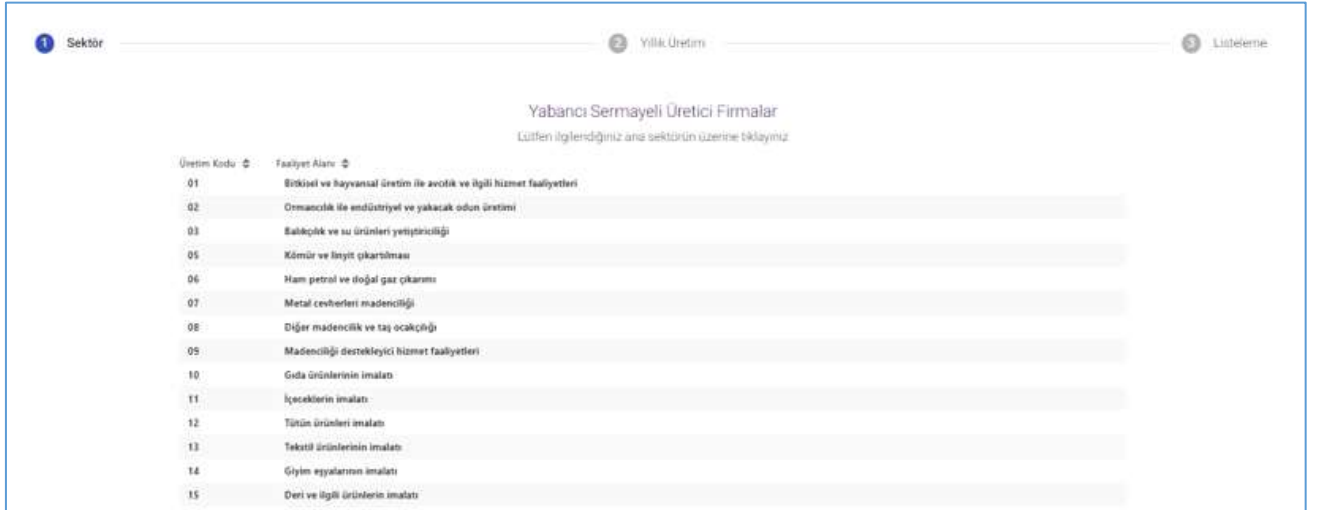 1 Sektör 2 Yıllık Üretim 3 Listeleme
Yabancı Sermayeli Üretici Firmalar
Lütfen ilgilendiğiniz ana sektörün üzerine tıklayınız
Üretim Kodu Faaliyet Alanı
01 Bitkisel ve hayvansal üretim ile avcılık ve ilgili hizmet faaliyetleri
02 Ormancılık ile endüstriyel ve yakacak odun üretimi
03 Balıkçılık ve su ürünleri yetiştiriciliği
05 Kömür ve linyit çıkartılması
06 Ham petrol ve doğal gaz çıkarımı
07 Metal cevherleri madenciliği
08 Diğer madencilik ve taş ocakçılığı
09 Madenciliği destekleyici hizmet faaliyetleri
10 Gıda ürünlerinin imalatı
11 İçeceklerin imalatı
12 Tütün ürünleri imalatı
13 Tekstil ürünlerinin imalatı
14 Giyim eşyalarının imalatı
15 Deri ve ilgili ürünlerin imalatı